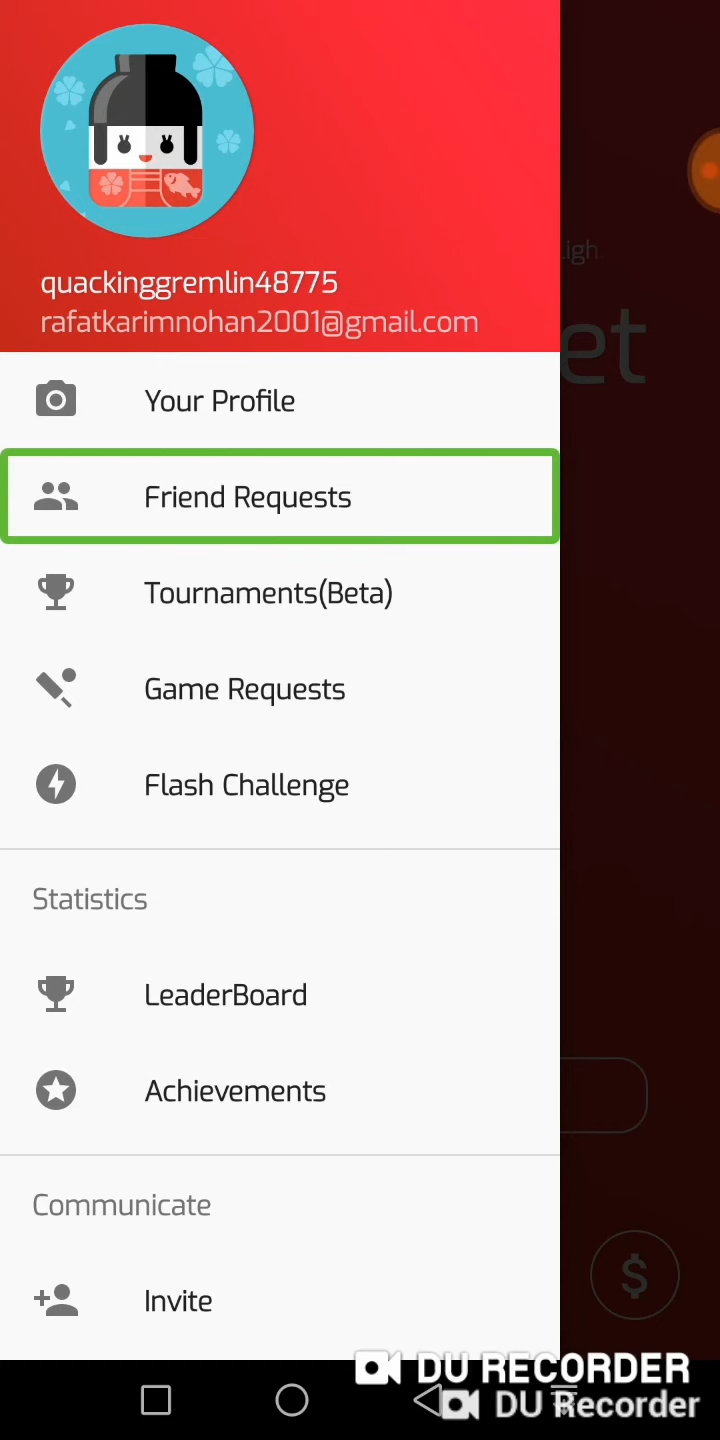 quackinggremlin48775
rafatkarimnohan2001@gmail.com
Your Profile
Friend Requests
Tournaments(Beta)
Game Requests
Flash Challenge
Statistics
LeaderBoard
Achievements
Communicate
Invite
$
DU RECORDER
DU Recorder